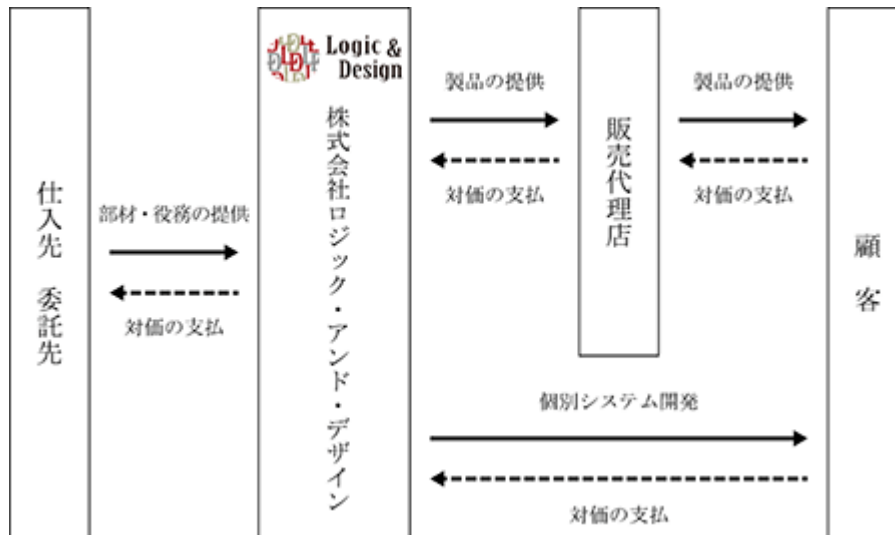 仕入先 委託先
部材・役務の提供
対価の支払
Logic &
Design
株式会社ロジック・アンド・デザイン
製品の提供
対価の支払
販売代理店
製品の提供
対価の支払
個別システム開発
対価の支払
顧客